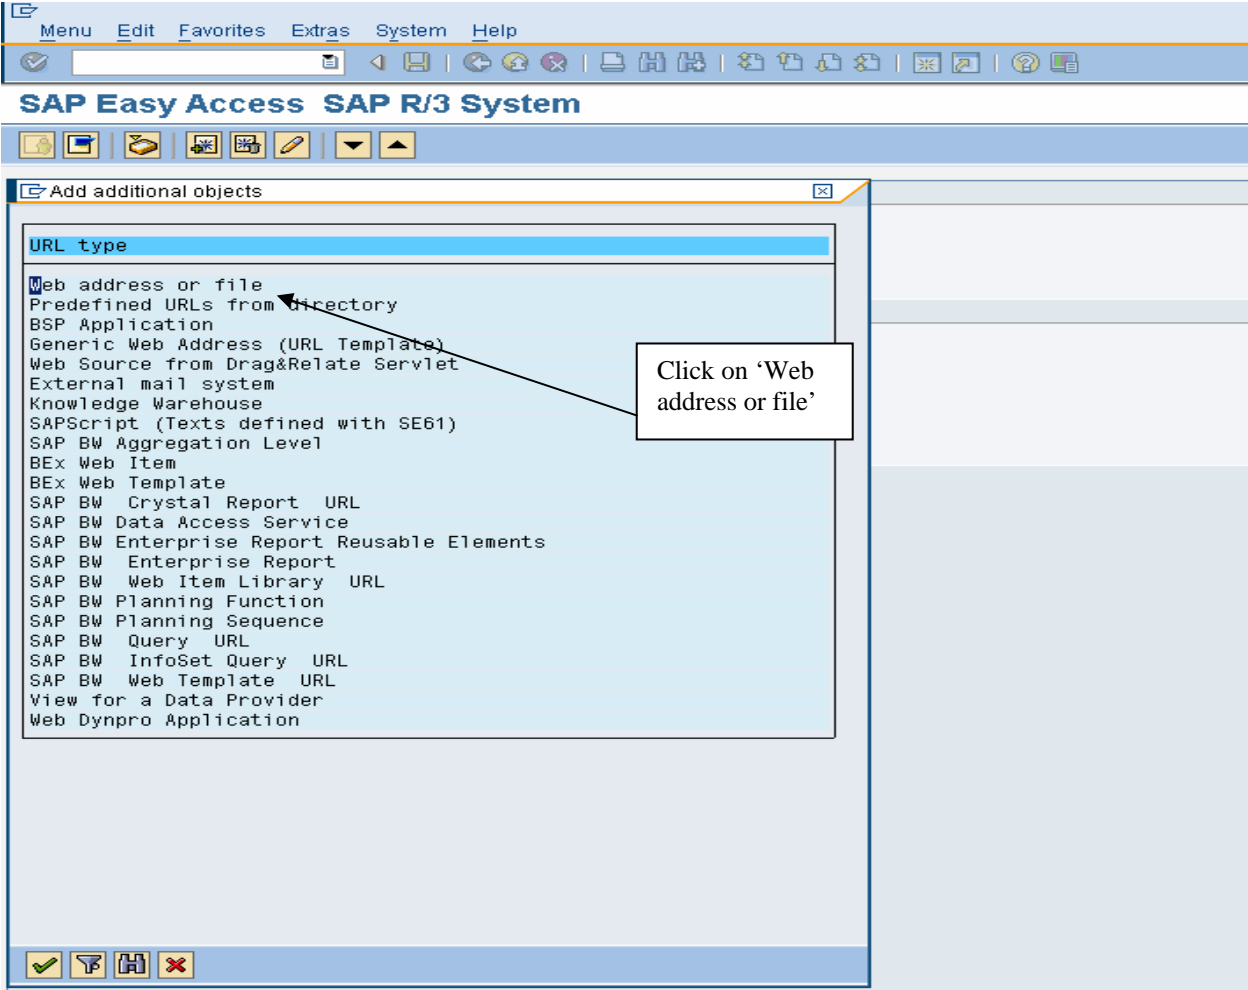 Menu Edit Favorites Extras System Help
SAP Easy Access SAP R/3 System
Add additional objects
URL type
Web address or file
Predefined URLs from directory
BSP Application
Generic Web Address (URL Template)
Web Source from Drag&Relate Servlet
External mail system
Knowledge Warehouse
SAPScript (Texts defined with SE61)
SAP BW Aggregation Level
BEx Web Item
BEx Web Template
SAP BW Crystal Report URL
SAP BW Data Access Service
SAP BW Enterprise Report Reusable Elements
SAP BW Enterprise Report
SAP BW Web Item Library URL
SAP BW Planning Function
SAP BW Planning Sequence
SAP BW Query URL
SAP BW InfoSet Query URL
SAP BW Web Template URL
View for a Data Provider
Web Dynpro Application
Click on ‘Web
address or file’